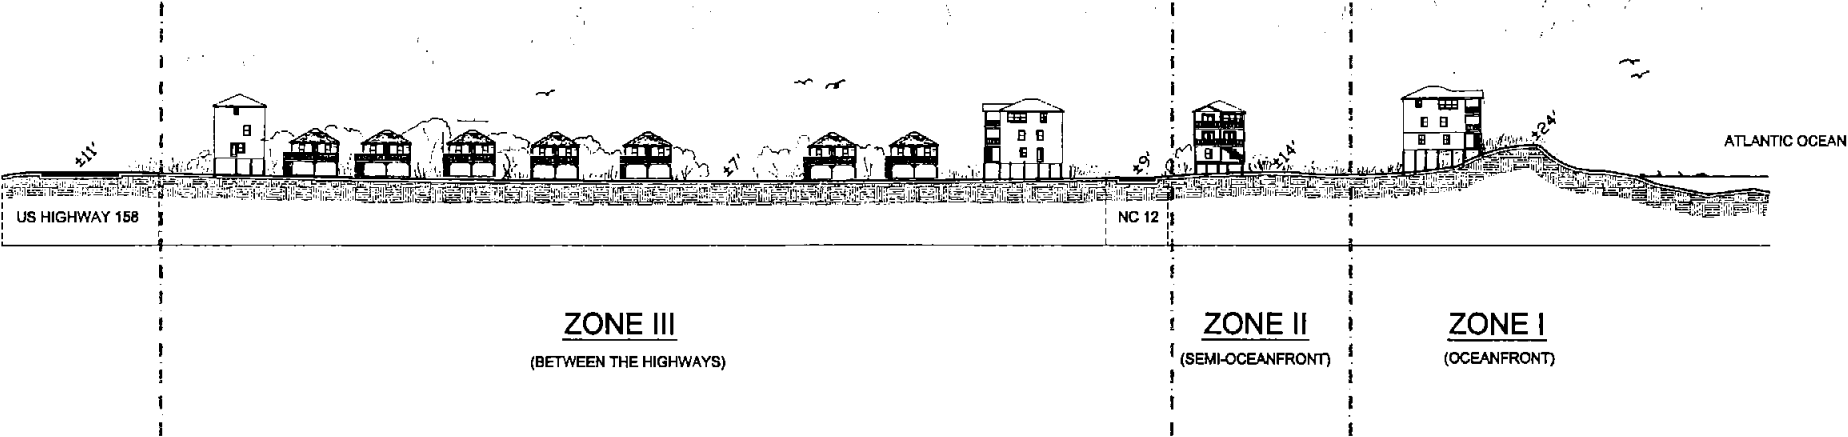 ±11'
±7'
±9'
±14'
±24'
ATLANTIC OCEAN
US HIGHWAY 158
NC 12
ZONE III
(BETWEEN THE HIGHWAYS)
ZONE II
(SEMI-OCEANFRONT)
ZONE I
(OCEANFRONT)